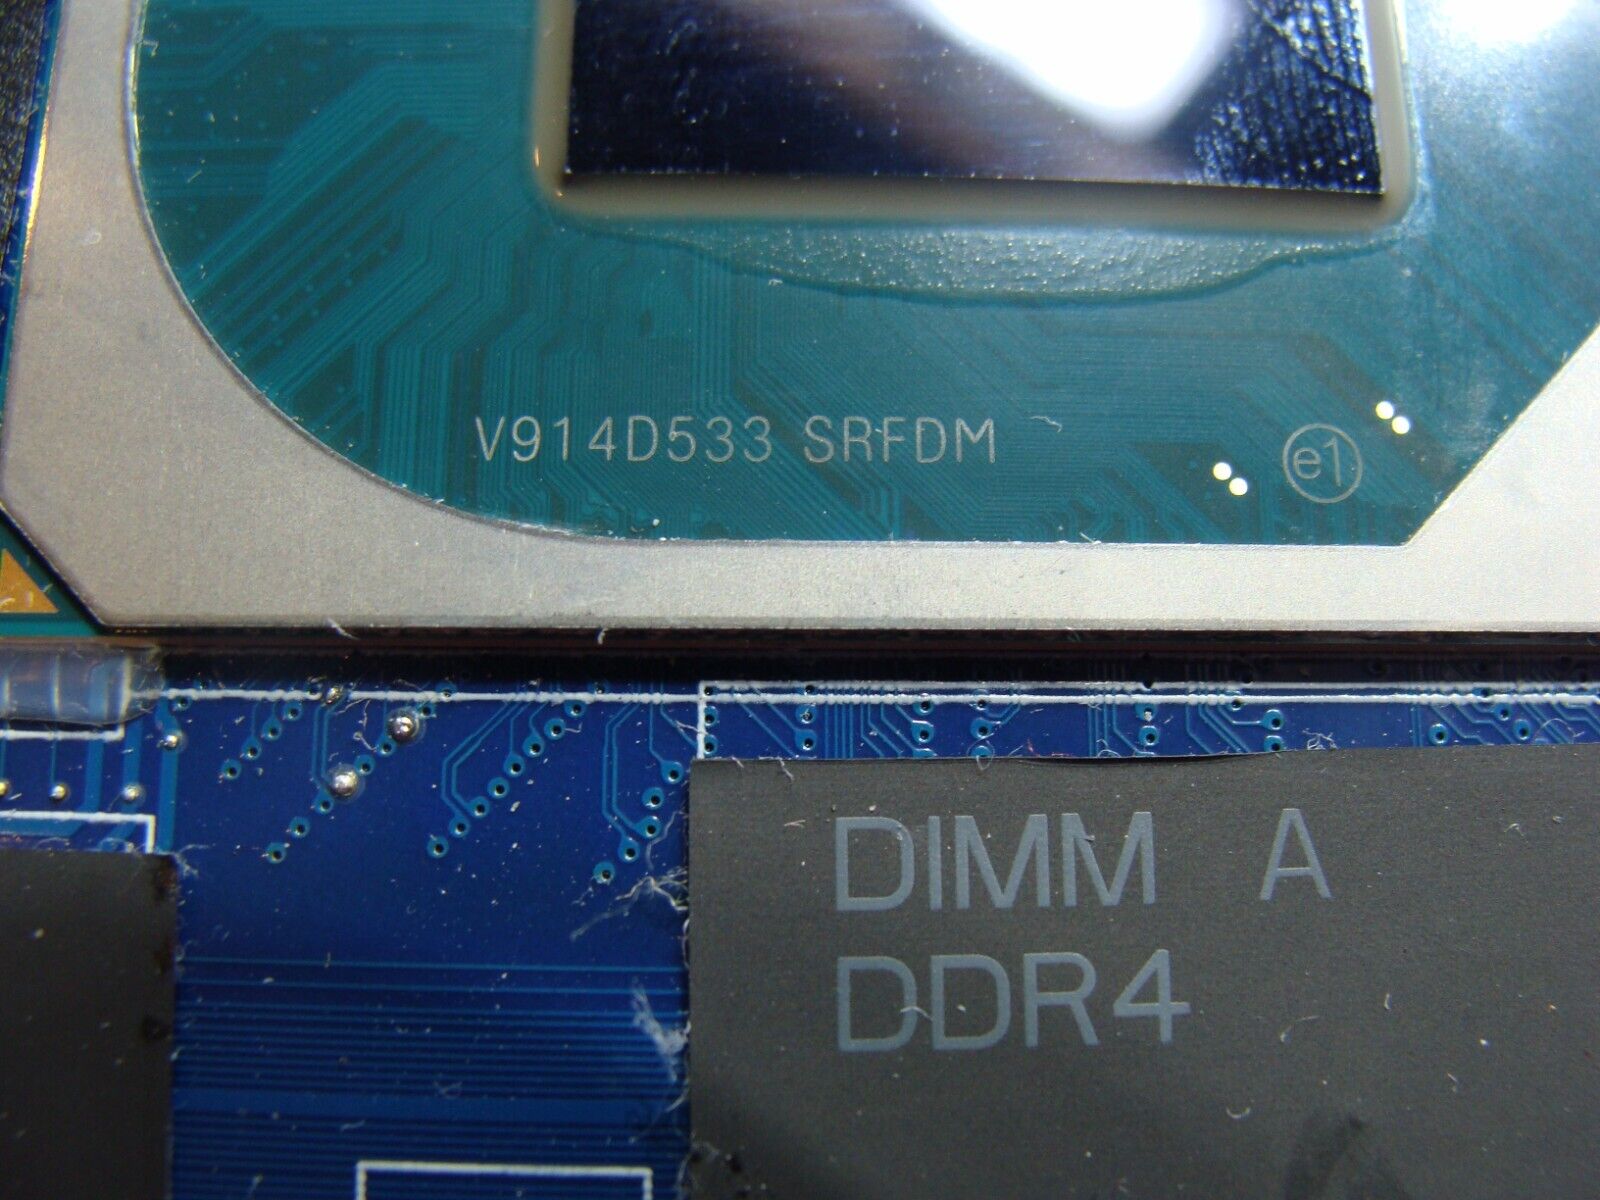 V914D533 SRFDM
e1
DIMM A
DDR4